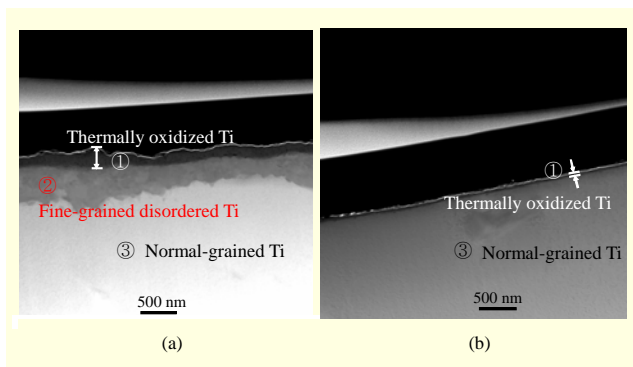 Thermally oxidized Ti
①
②
Fine-grained disordered Ti
③ Normal-grained Ti
500 nm
(a)
①
Thermally oxidized Ti
③ Normal-grained Ti
500 nm
(b)